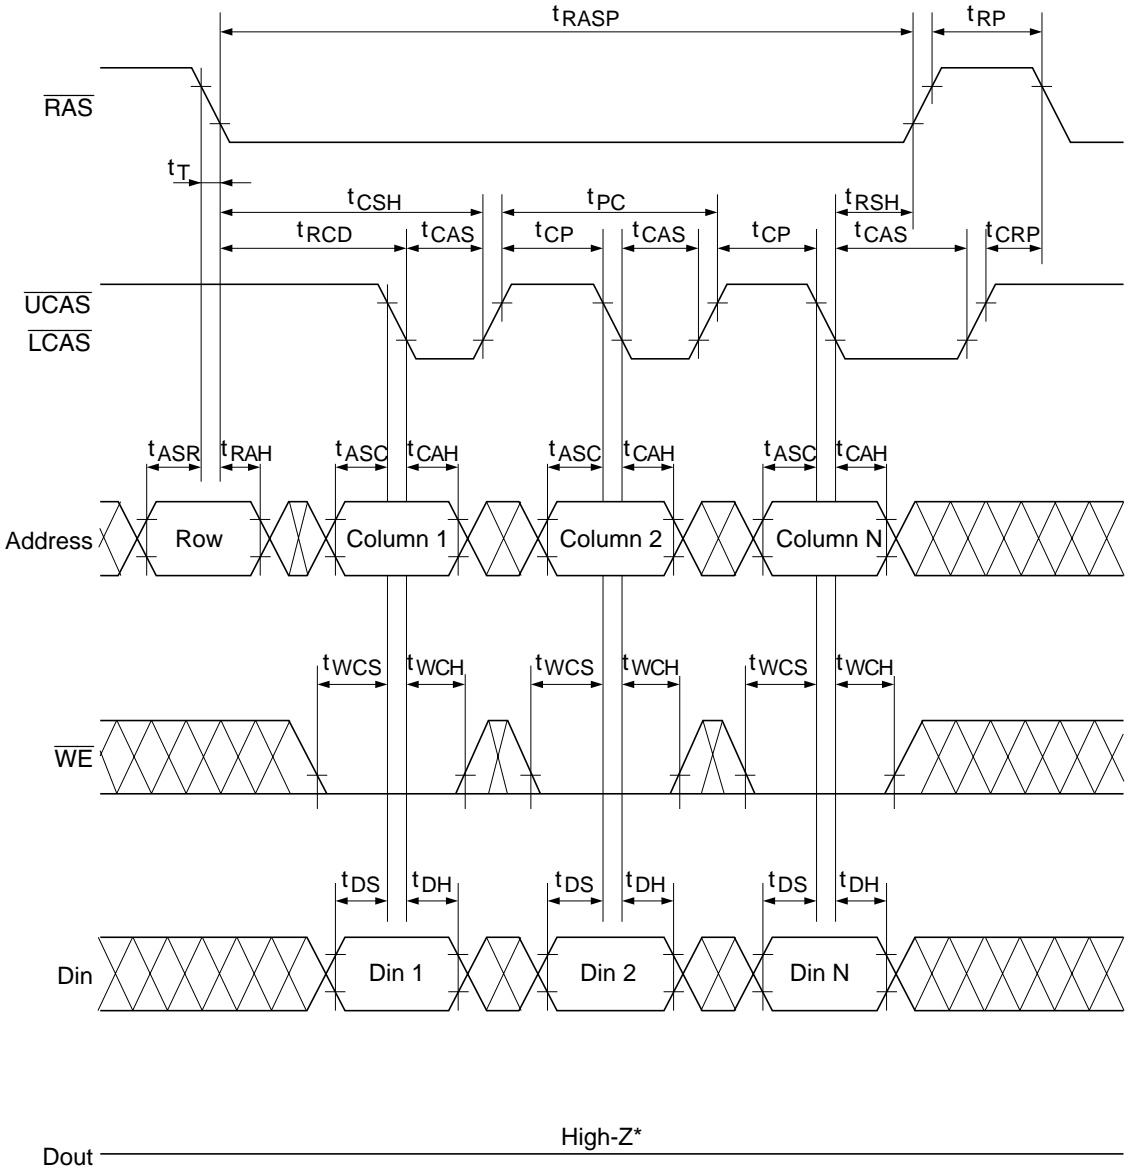 tRASP tRP
RAS
tT
tCSH tPC tRSH
tRCD tCAS tCP tCAS tCP tCAS tCRP
UCAS
LCAS
tASR tRAH tASC tCAH tASC tCAH tASC tCAH
Address Row Column 1 Column 2 Column N
tWCS tWCH tWCS tWCH tWCS tWCH
WE
tDS tDH tDS tDH tDS tDH
Din Din 1 Din 2 Din N
High-Z*
Dout